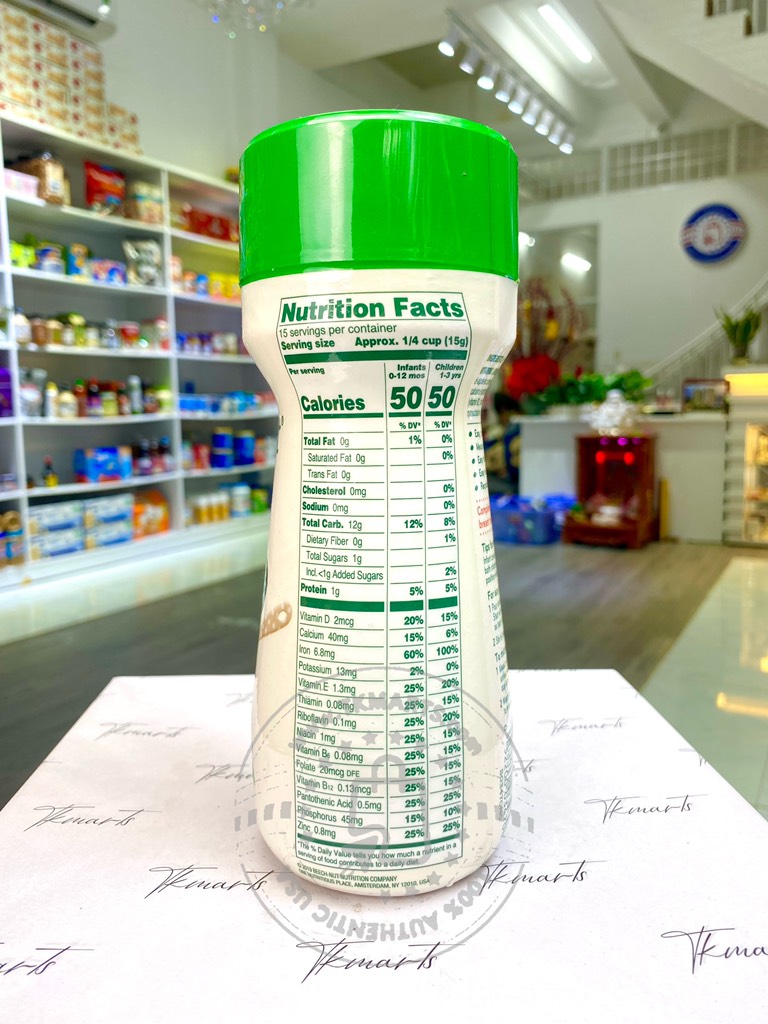 Nutrition Facts
15 servings per container
Serving size Approx. 1/4 cup (15g)
Per serving Infants 0-12 mos Children 1-3 yrs
Calories 50 50
% DV* % DV*
Total Fat 0g 1% 0%
Saturated Fat 0g 0%
Trans Fat 0g
Cholesterol 0mg 0%
Sodium 0mg 0%
Total Carb. 12g 12% 8%
Dietary Fiber 0g 1%
Total Sugars 1g
Incl.<1g Added Sugars 2%
Protein 1g 5% 5%
Vitamin D 2mcg 20% 15%
Calcium 40mg 15% 6%
Iron 6.8mg 60% 100%
Potassium 13mg 2% 0%
Vitamin E 1.3mg 25% 20%
Thiamin 0.08mg 25% 15%
Riboflavin 0.1mg 25% 20%
Niacin 1mg 25% 15%
Vitamin B6 0.08mg 25% 15%
Folate 20mcg DFE 25% 15%
Vitamin B12 0.13mcg 25% 15%
Pantothenic Acid 0.5mg 25% 25%
Phosphorus 45mg 15% 10%
Zinc 0.8mg 25% 25%
*The % Daily Value tells you how much a nutrient in a
serving of food contributes to a daily diet.
© 2019 BEECH-NUT NUTRITION COMPANY
ONE NUTRITIOUS PLACE, AMSTERDAM, NY 12010, USA
100% AUTHENTIC US
Tkmarts
Tkmarts
Tkmarts
Tkmarts
Tkmarts
Tkmarts
Tkmarts